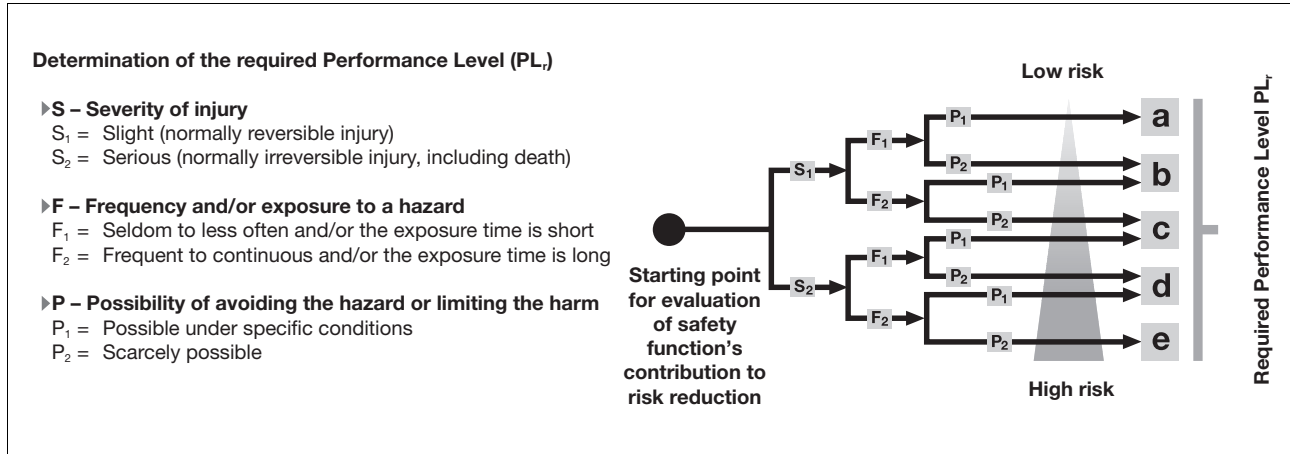 Determination of the required Performance Level (PLr)
S – Severity of injury
S1 = Slight (normally reversible injury)
S2 = Serious (normally irreversible injury, including death)
F – Frequency and/or exposure to a hazard
F1 = Seldom to less often and/or the exposure time is short
F2 = Frequent to continuous and/or the exposure time is long
P – Possibility of avoiding the hazard or limiting the harm
P1 = Possible under specific conditions
P2 = Scarcely possible
Starting point
for evaluation
of safety
function's
contribution to
risk reduction
Low risk
S1
F1
P1
a
P2
b
F2
P1
P2
c
S2
F1
P1
P2
d
F2
P1
P2
e
High risk
Required Performance Level PLr